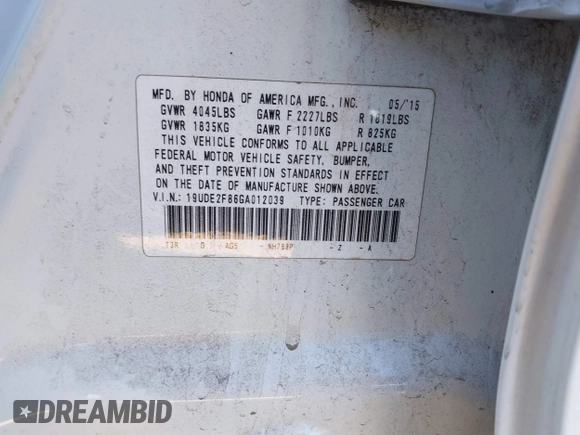 MFD. BY HONDA OF AMERICA MFG., INC. 05/15
GVWR 4045LBS GAWR F 2227LBS R 1819LBS
GVWR 1835KG GAWR F 1010KG R 825KG
THIS VEHICLE CONFORMS TO ALL APPLICABLE
FEDERAL MOTOR VEHICLE SAFETY, BUMPER,
AND THEFT PREVENTION STANDARDS IN EFFECT
ON THE DATE OF MANUFACTURE SHOWN ABOVE.
V.I.N.: 19UDE2F86GA012039 TYPE: PASSENGER CAR
- Z - A
DREAMBID